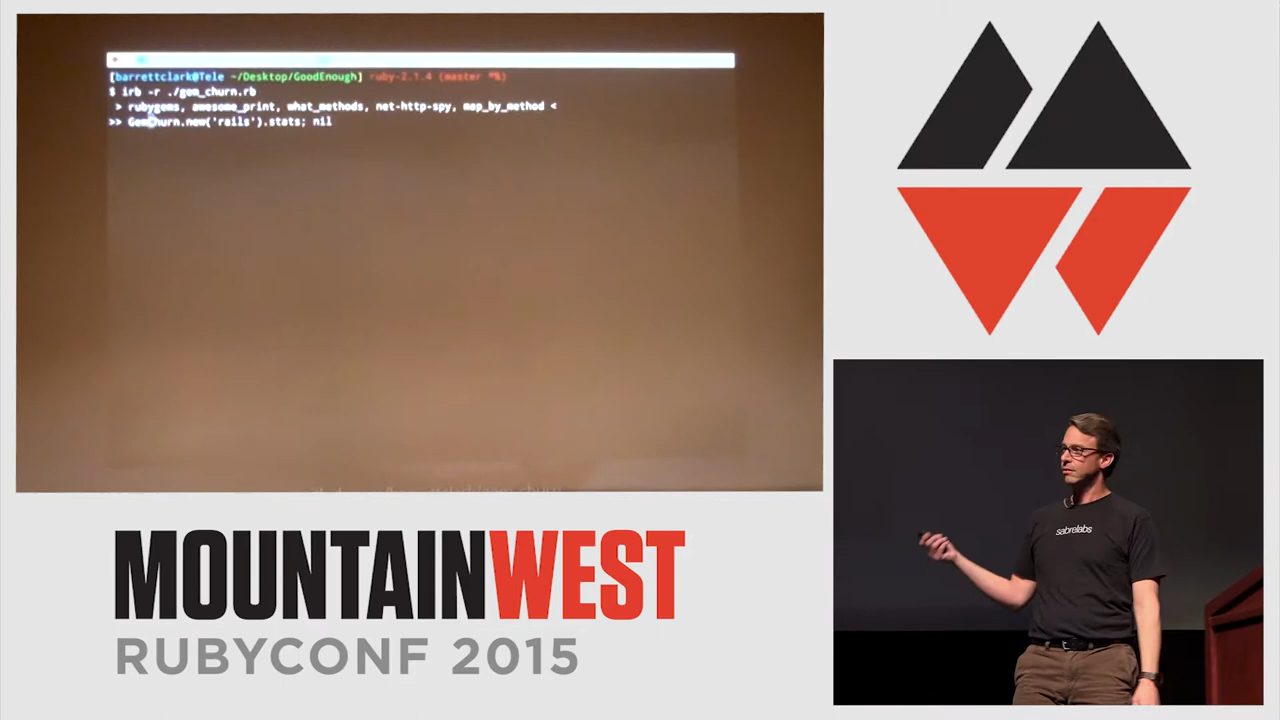 [barrettclark@Tele ~/Desktop/GoodEnough] ruby-2.1.4 (master *%)
$ irb -r ./gem_churn.rb
> rubygems, awesome_print, what_methods, net-http-spy, map_by_method <
>> GemChurn.new('rails').stats; nil
MOUNTAINWEST
RUBYCONF 2015
sabrelabs